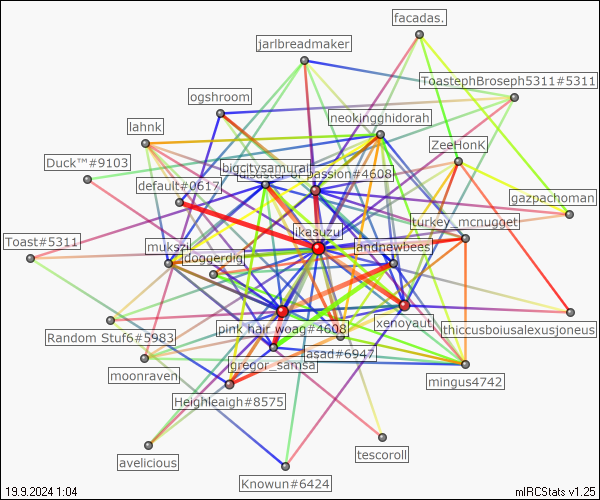 facadas.
jarlbreadmaker
ToastephBroseph5311#5311
ogshroom
neokingghidorah
lahnk
ZeeHonK
Duck™#9103
bigcitysamurai
passion#4608
default#0617
gazpachoman
ikasuzu
turkey_mcnugget
Toast#5311
mukszi
andnewbees
doggerdig
Random Stuf6#5983
pink hair woag#4608
xenoyaut
thiccusboiusalexusjoneus
asad#6947
gregor_samsa
moonraven
mingus4742
Heighleaigh#8575
avelicious
tescoroll
Knowun#6424
19.9.2024 1:04
mIRCStats v1.25